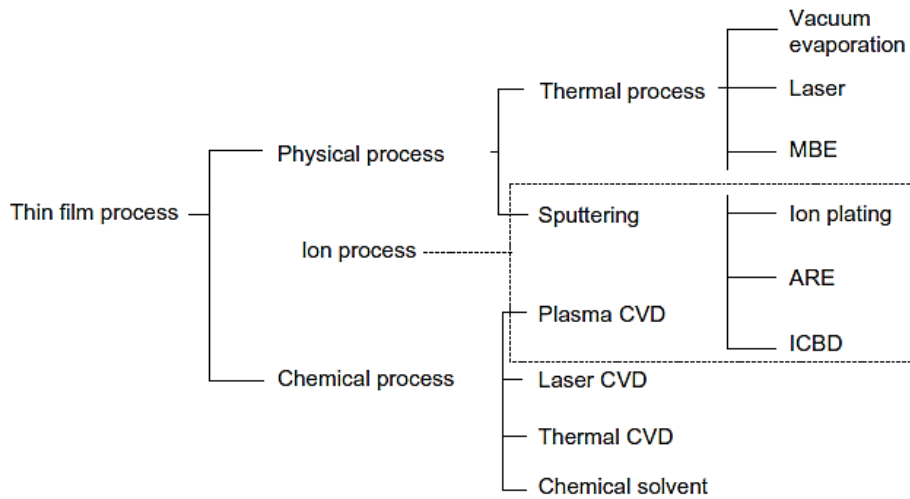 Vacuum
evaporation
Thermal process
Laser
Physical process
MBE
Thin film process
Sputtering
Ion plating
Ion process
ARE
Plasma CVD
ICBD
Chemical process
Laser CVD
Thermal CVD
Chemical solvent